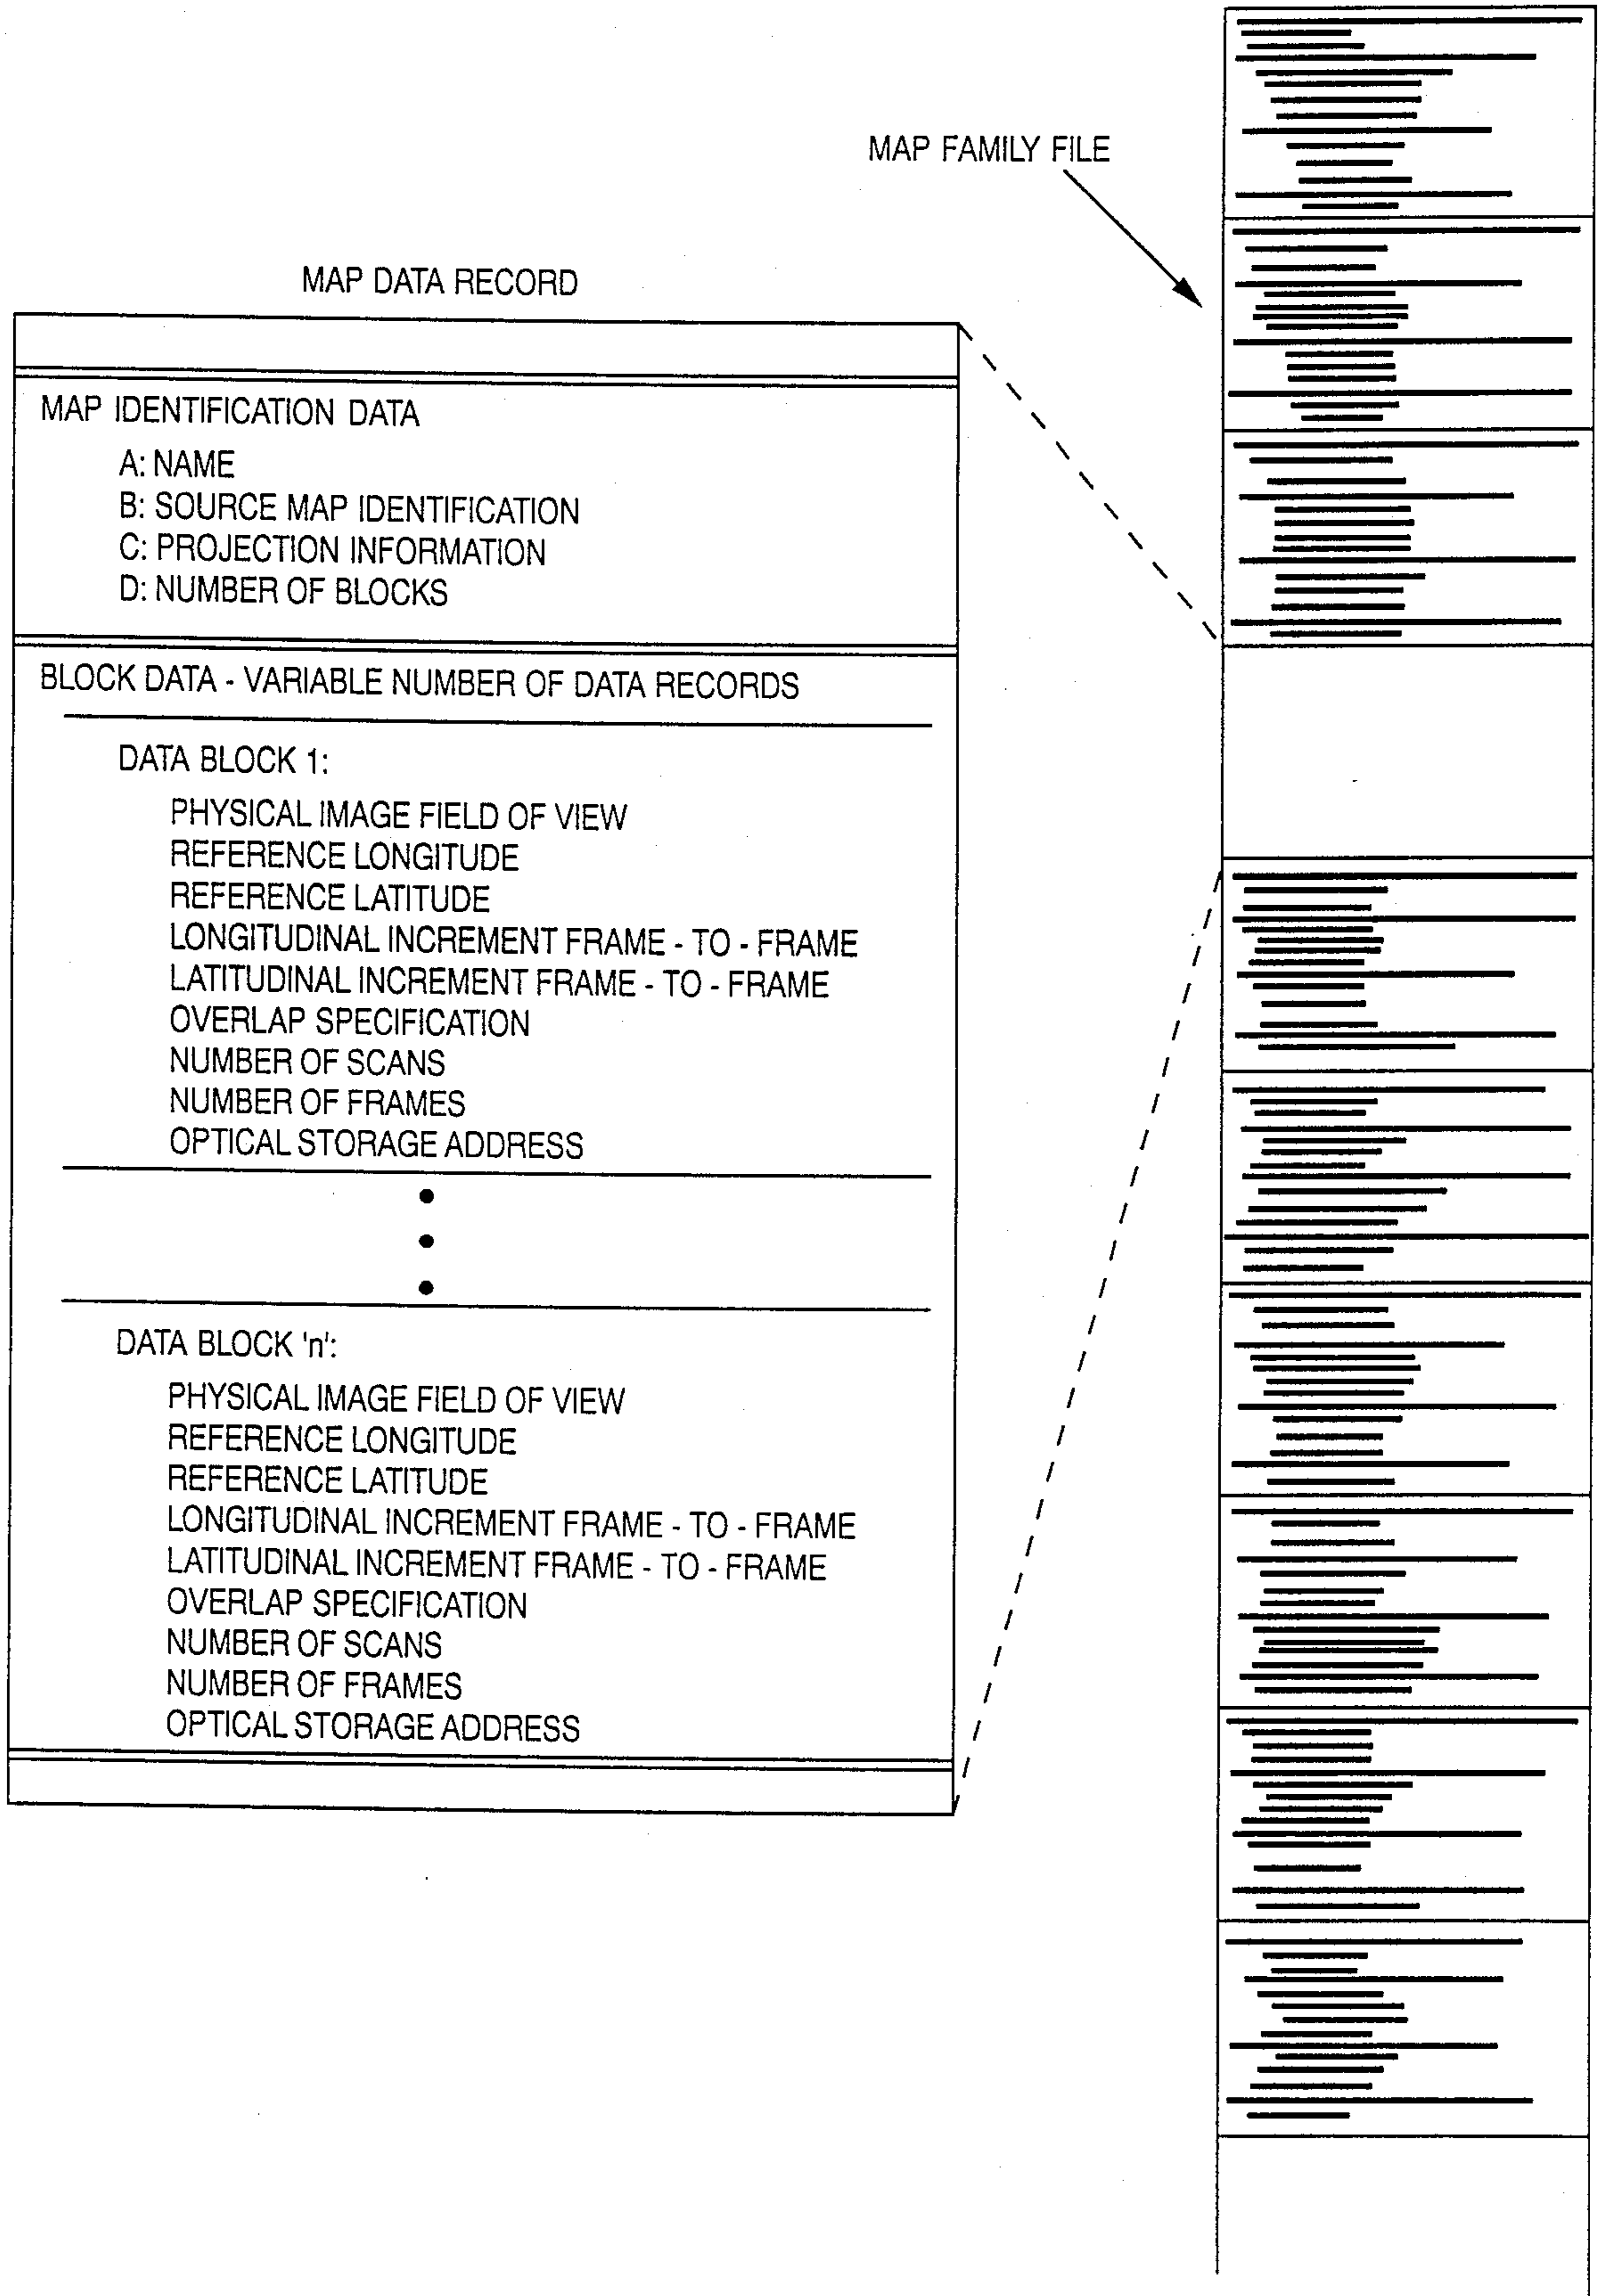 MAP FAMILY FILE
MAP DATA RECORD
MAP IDENTIFICATION DATA
A: NAME
B: SOURCE MAP IDENTIFICATION
C: PROJECTION INFORMATION
D: NUMBER OF BLOCKS
BLOCK DATA - VARIABLE NUMBER OF DATA RECORDS
DATA BLOCK 1:
PHYSICAL IMAGE FIELD OF VIEW
REFERENCE LONGITUDE
REFERENCE LATITUDE
LONGITUDINAL INCREMENT FRAME - TO - FRAME
LATITUDINAL INCREMENT FRAME - TO - FRAME
OVERLAP SPECIFICATION
NUMBER OF SCANS
NUMBER OF FRAMES
OPTICAL STORAGE ADDRESS
DATA BLOCK 'n':
PHYSICAL IMAGE FIELD OF VIEW
REFERENCE LONGITUDE
REFERENCE LATITUDE
LONGITUDINAL INCREMENT FRAME - TO - FRAME
LATITUDINAL INCREMENT FRAME - TO - FRAME
OVERLAP SPECIFICATION
NUMBER OF SCANS
NUMBER OF FRAMES
OPTICAL STORAGE ADDRESS